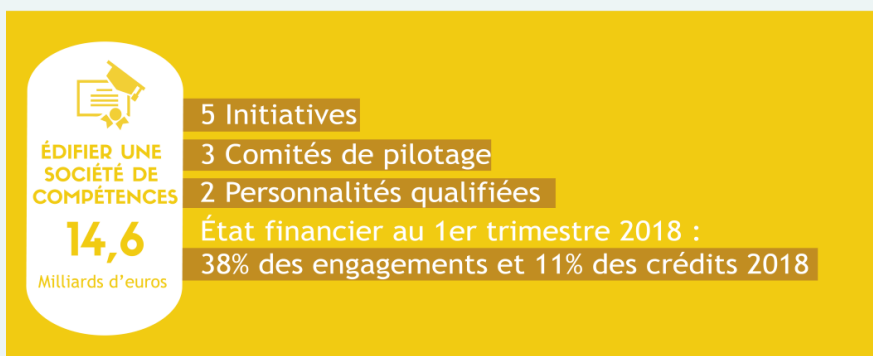 ÉDIFIER UNE
SOCIÉTÉ DE
COMPÉTENCES
14,6
Milliards d'euros
5 Initiatives
3 Comités de pilotage
2 Personnalités qualifiées
État financier au 1er trimestre 2018 :
38% des engagements et 11% des crédits 2018